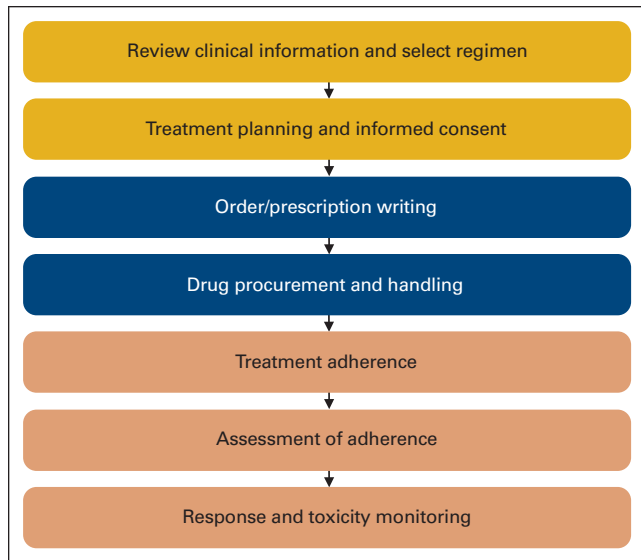 Review clinical information and select regimen
Treatment planning and informed consent
Order/prescription writing
Drug procurement and handling
Treatment adherence
Assessment of adherence
Response and toxicity monitoring